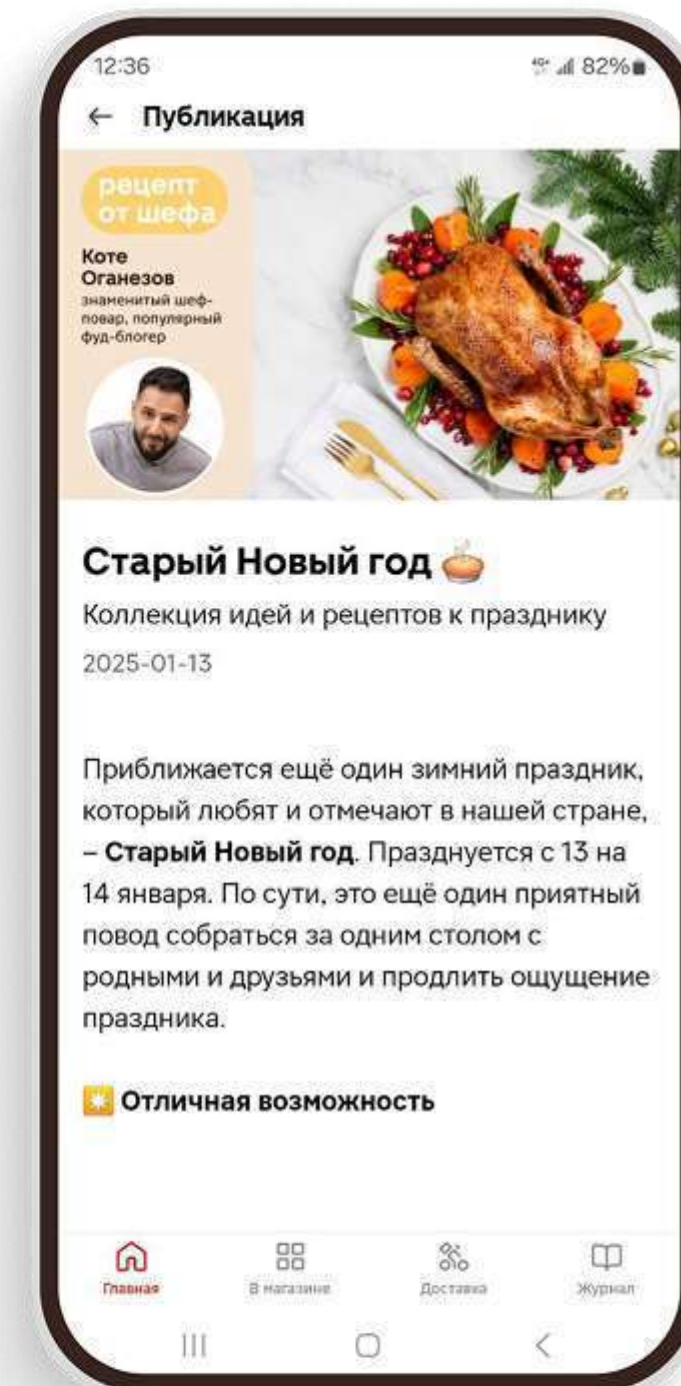 12:36
4G+ 82%
← Публикация
рецепт
от шефа
Коте
Оганезов
знаменитый шеф-
повар, популярный
фуд-блогер
Старый Новый год
Коллекция идей и рецептов к празднику
2025-01-13
Приближается ещё один зимний праздник,
который любят и отмечают в нашей стране,
– Старый Новый год. Празднуется с 13 на
14 января. По сути, это ещё один приятный
повод собраться за одним столом с
родными и друзьями и продлить ощущение
праздника.
Отличная возможность
Главная
В магазине
Доставка
Журнал